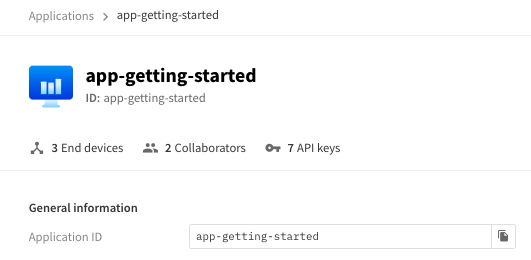 Applications > app-getting-started
app-getting-started
ID: app-getting-started
3 End devices 2 Collaborators 7 API keys
General information
Application ID app-getting-started